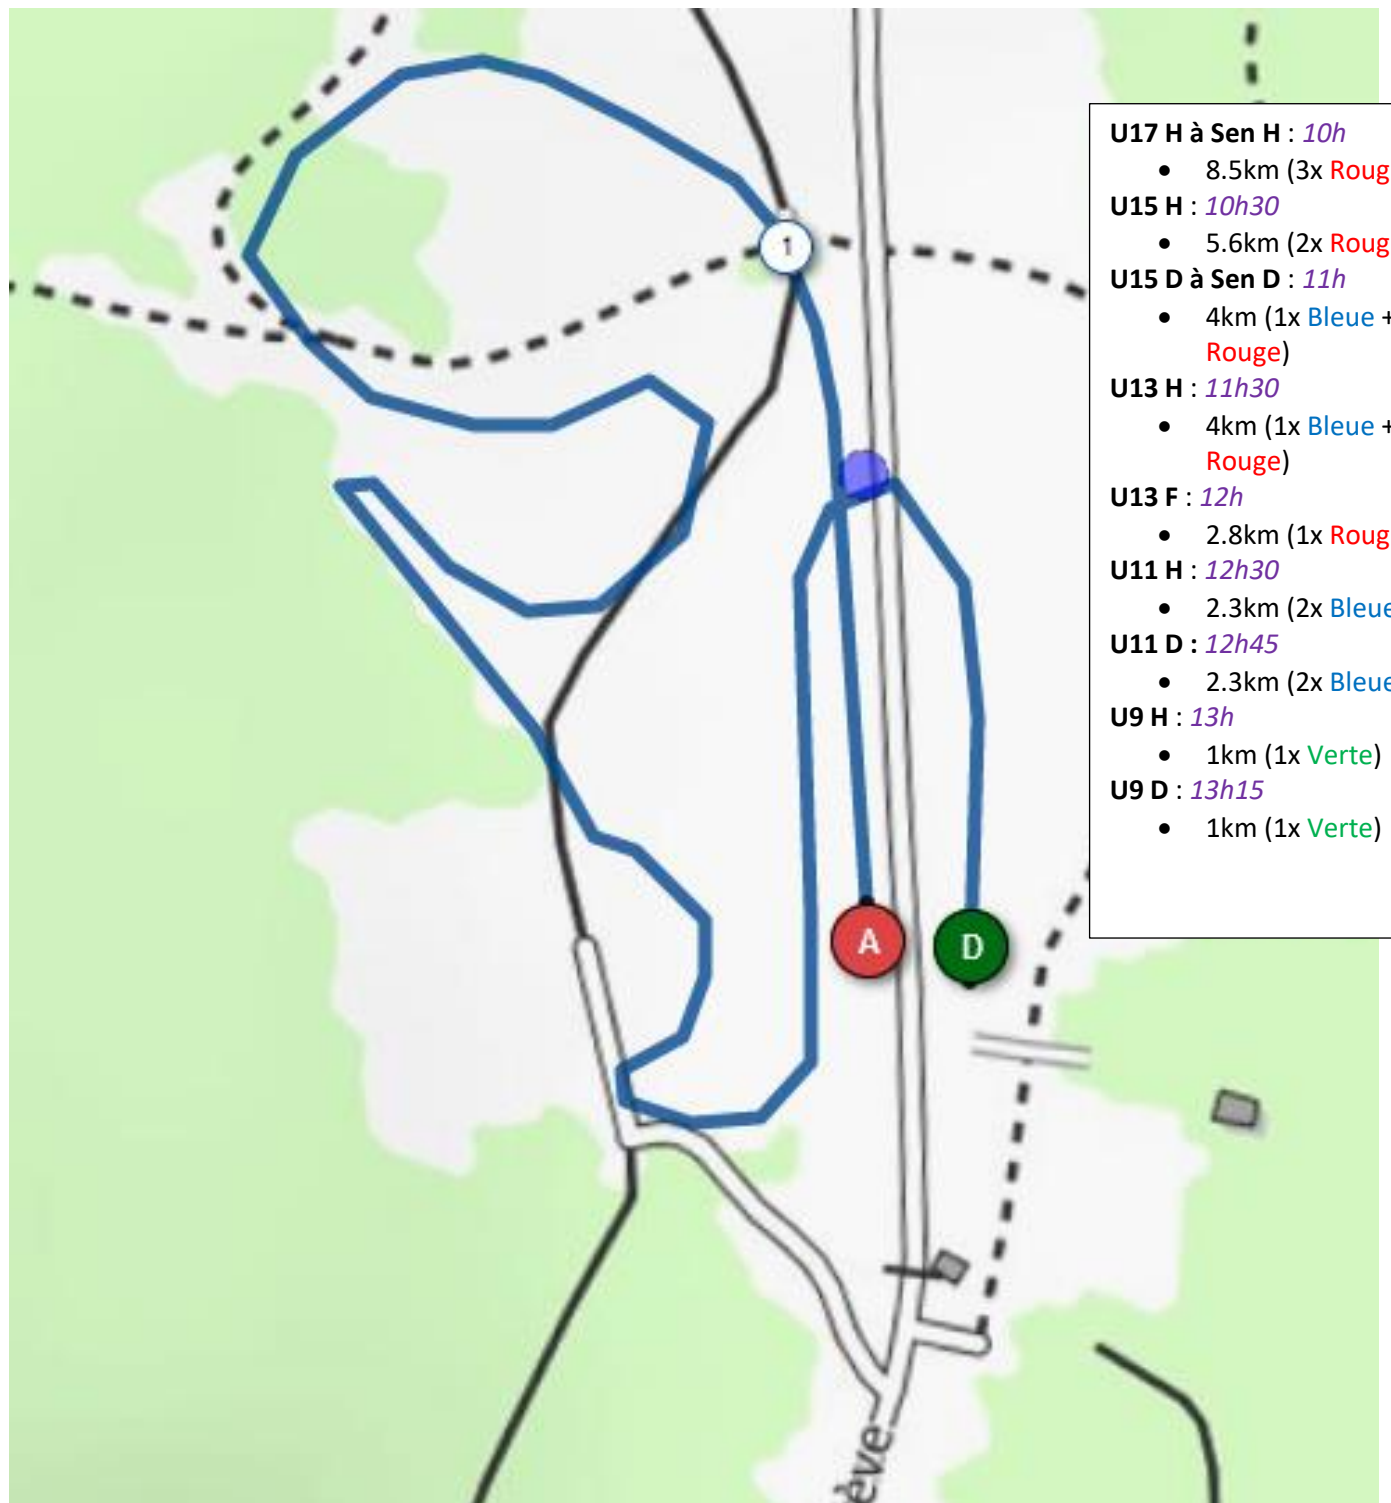 U17 H à Sen H : 10h
• 8.5km (3x Roug
U15 H : 10h30
• 5.6km (2x Roug
U15 D à Sen D : 11h
• 4km (1x Bleue +
Rouge)
U13 H : 11h30
• 4km (1x Bleue +
Rouge)
U13 F : 12h
• 2.8km (1x Roug
U11 H : 12h30
• 2.3km (2x Bleue
U11 D : 12h45
• 2.3km (2x Bleue
U9 H : 13h
• 1km (1x Verte)
U9 D : 13h15
• 1km (1x Verte)
1
A
D
ève